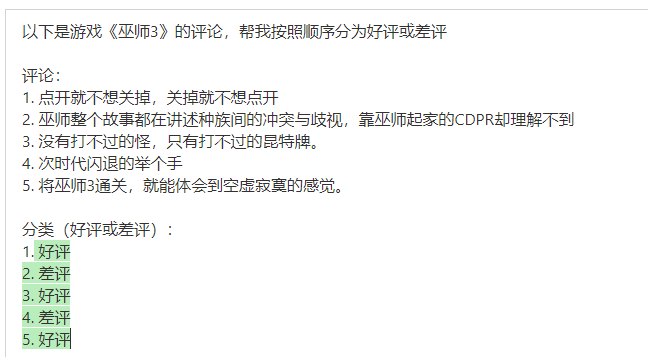 以下是游戏《巫师3》的评论，帮我按照顺序分为好评或差评
评论：
1. 点开就不想关掉，关掉就不想点开
2. 巫师整个故事都在讲述种族间的冲突与歧视，靠巫师起家的CDPR却理解不到
3. 没有打不过的怪，只有打不过的昆特牌。
4. 次时代闪退的举个手
5. 将巫师3通关，就能体会到空虚寂寞的感觉。
分类（好评或差评）：
1. 好评
2. 差评
3. 好评
4. 差评
5. 好评